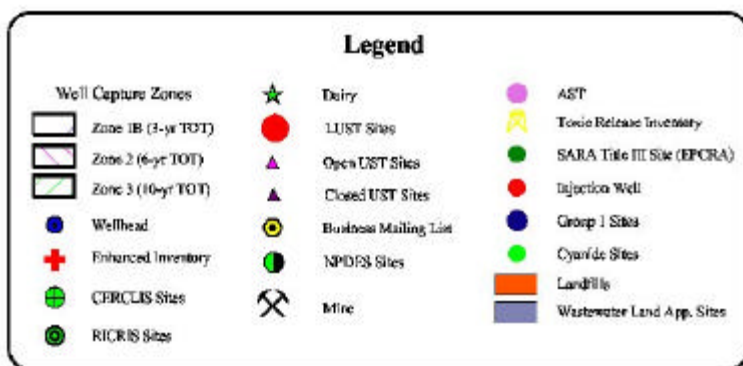 Legend
Well Capture Zones
Zone 1B (3-yr TOT)
Zone 2 (6-yr TOT)
Zone 3 (10-yr TOT)
Wellhead
Enhanced Inventory
CERCLIS Sites
RICRIS Sites
Dairy
LUST Sites
Open UST Sites
Closed UST Sites
Business Mailing List
NPDES Sites
Mine
AST
Toxic Release Inventory
SARA Title III Site (EPCRA)
Injection Well
Group 1 Sites
Cyanide Sites
Landfills
Wastewater Land App. Sites